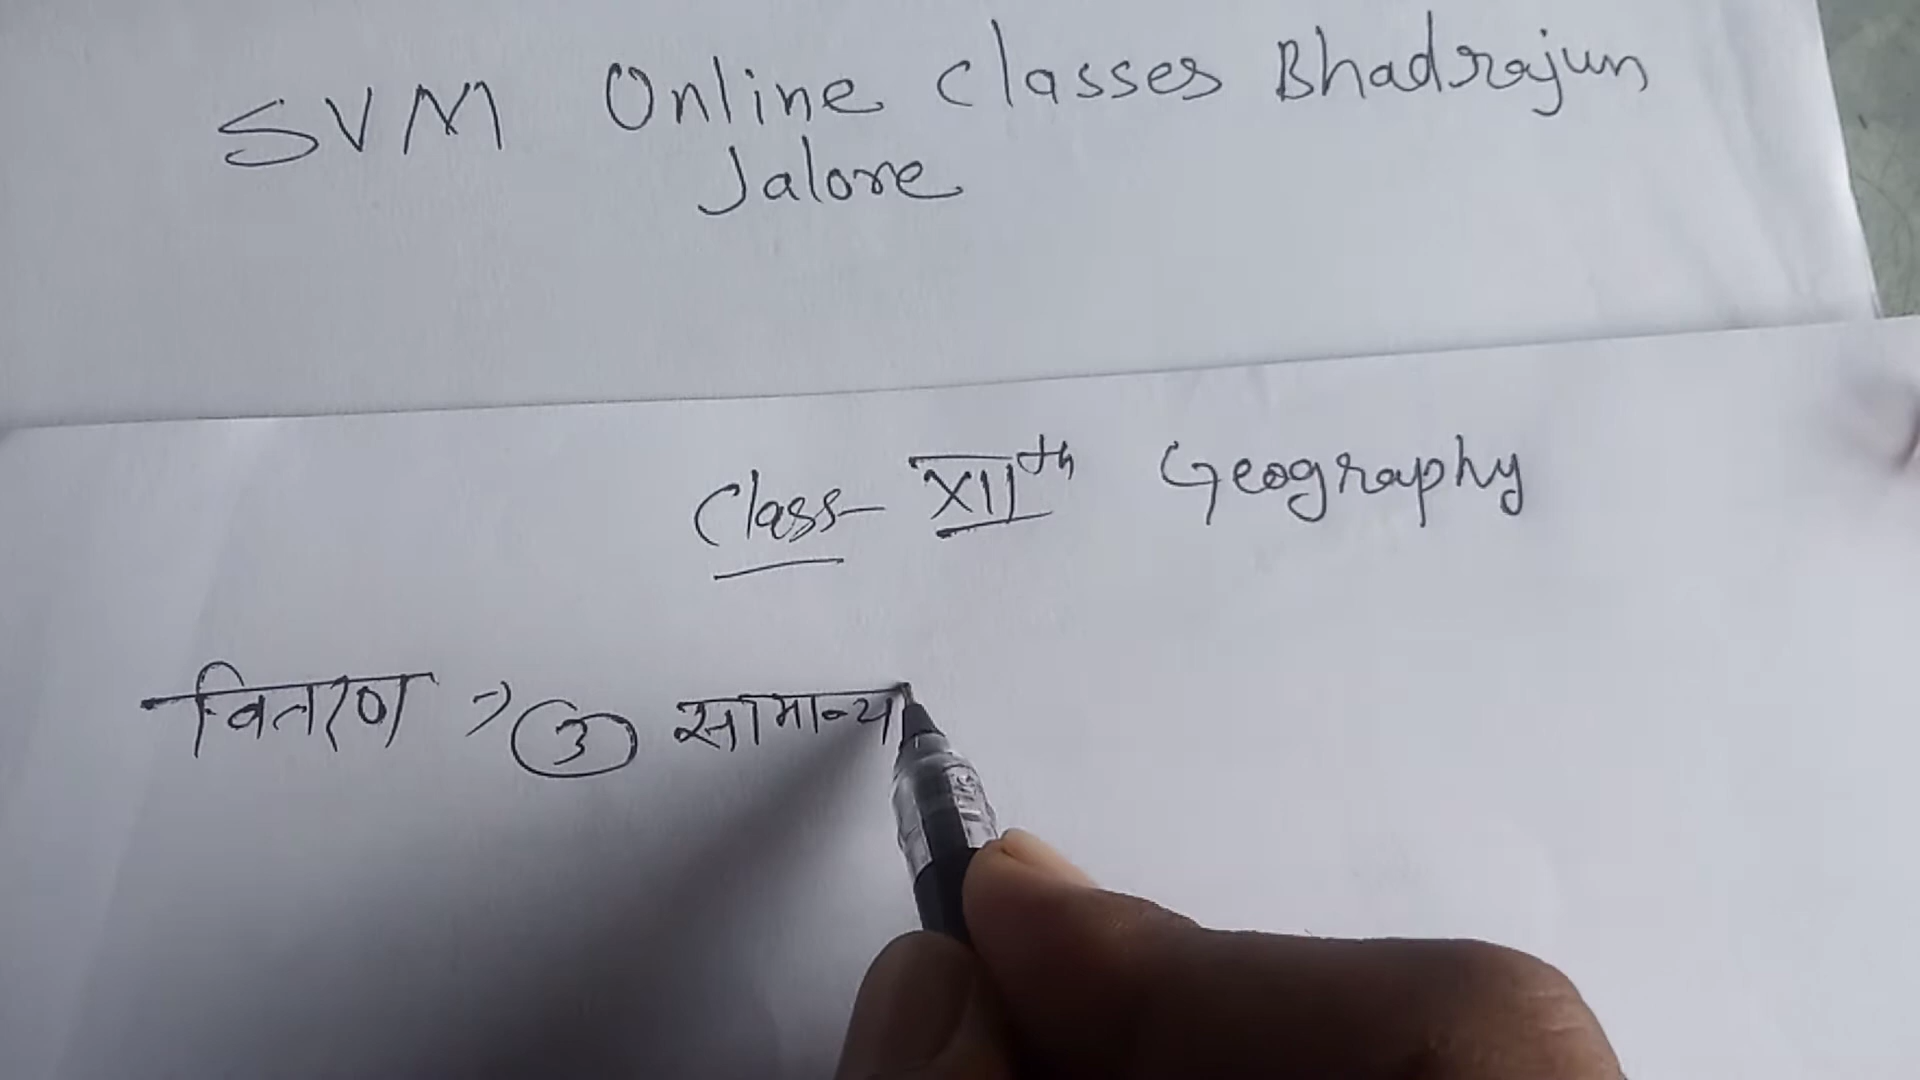 SVM Online Classes Bhadrajun
Jalore
Class- XIIth Geography
वितरण → ③ सामान्य